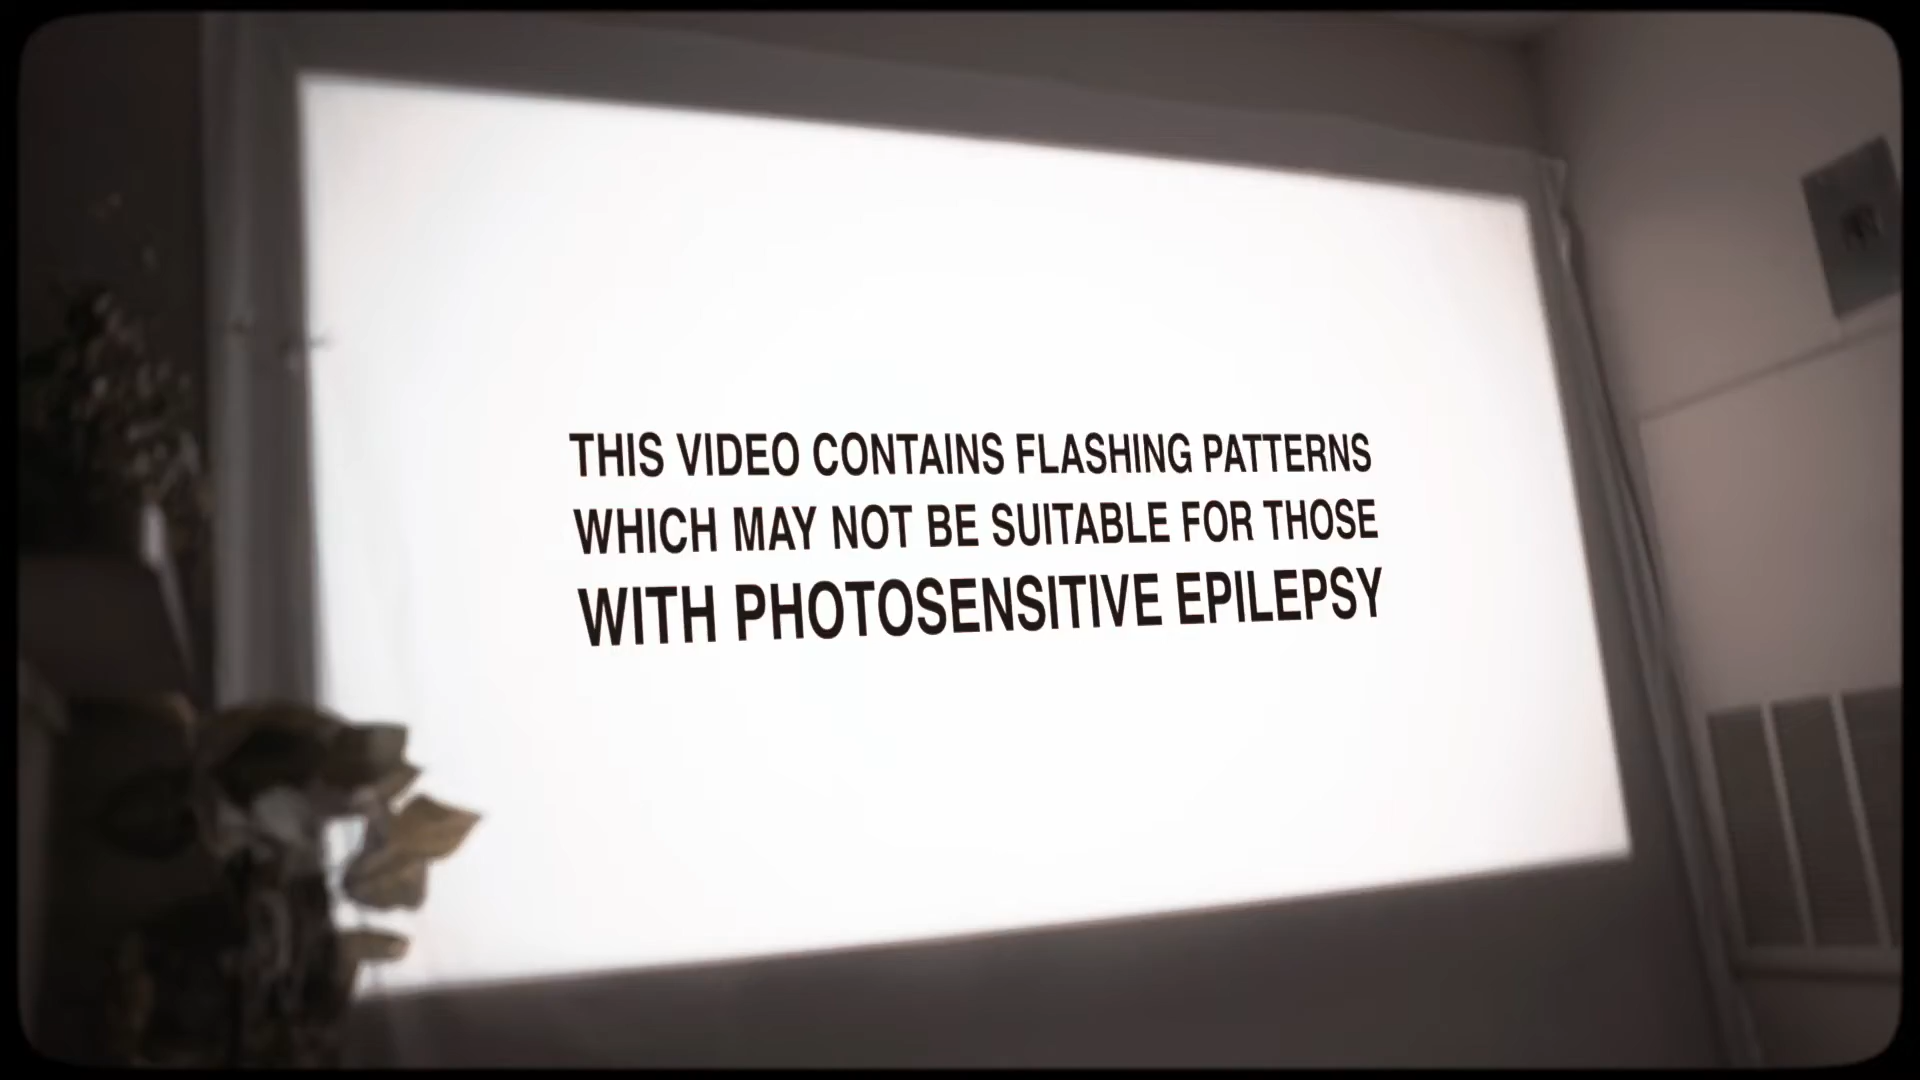 THIS VIDEO CONTAINS FLASHING PATTERNS
WHICH MAY NOT BE SUITABLE FOR THOSE
WITH PHOTOSENSITIVE EPILEPSY